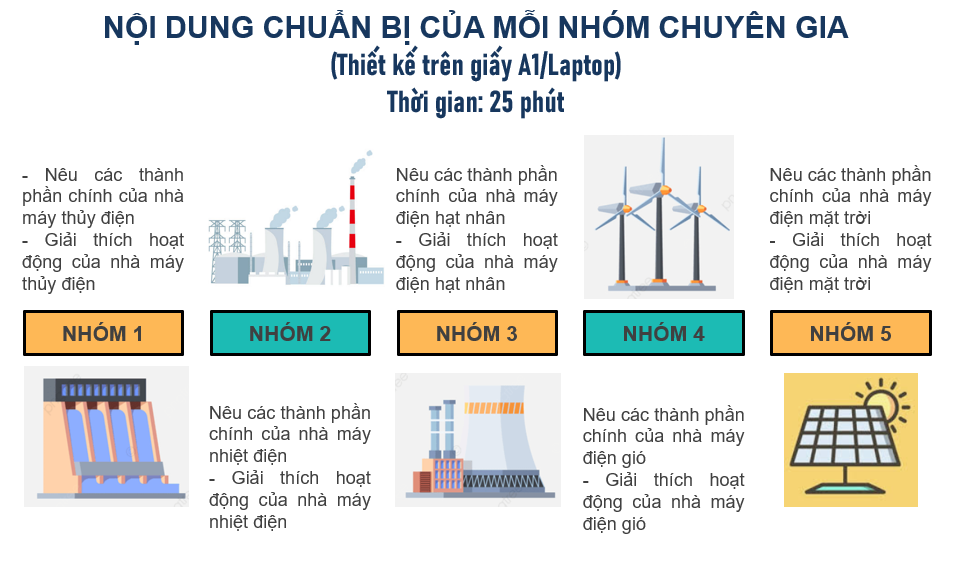 NỘI DUNG CHUẨN BỊ CỦA MỖI NHÓM CHUYÊN GIA
(Thiết kế trên giấy A1/Laptop)
Thời gian: 25 phút
- Nêu các thành
phần chính của nhà
máy thủy điện
- Giải thích hoạt
động của nhà máy
thủy điện
NHÓM 1
NHÓM 2
Nêu các thành phần
chính của nhà máy
nhiệt điện
- Giải thích hoạt
động của nhà máy
nhiệt điện
Nêu các thành phần
chính của nhà máy
điện hạt nhân
- Giải thích hoạt
động của nhà máy
điện hạt nhân
NHÓM 3
NHÓM 4
Nêu các thành phần
chính của nhà máy
điện gió
- Giải thích hoạt
động của nhà máy
điện gió
Nêu các thành phần
chính của nhà máy
điện mặt trời
- Giải thích hoạt
động của nhà máy
điện mặt trời
NHÓM 5